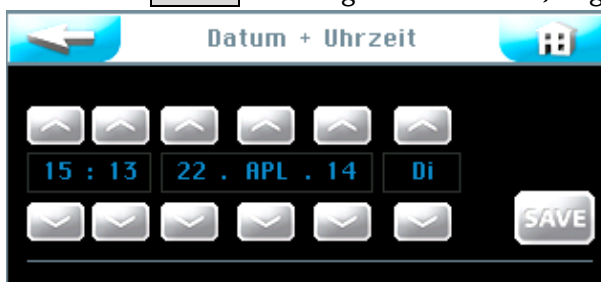 Datum + Uhrzeit
15 : 13 22 . APL . 14 Di
SAVE